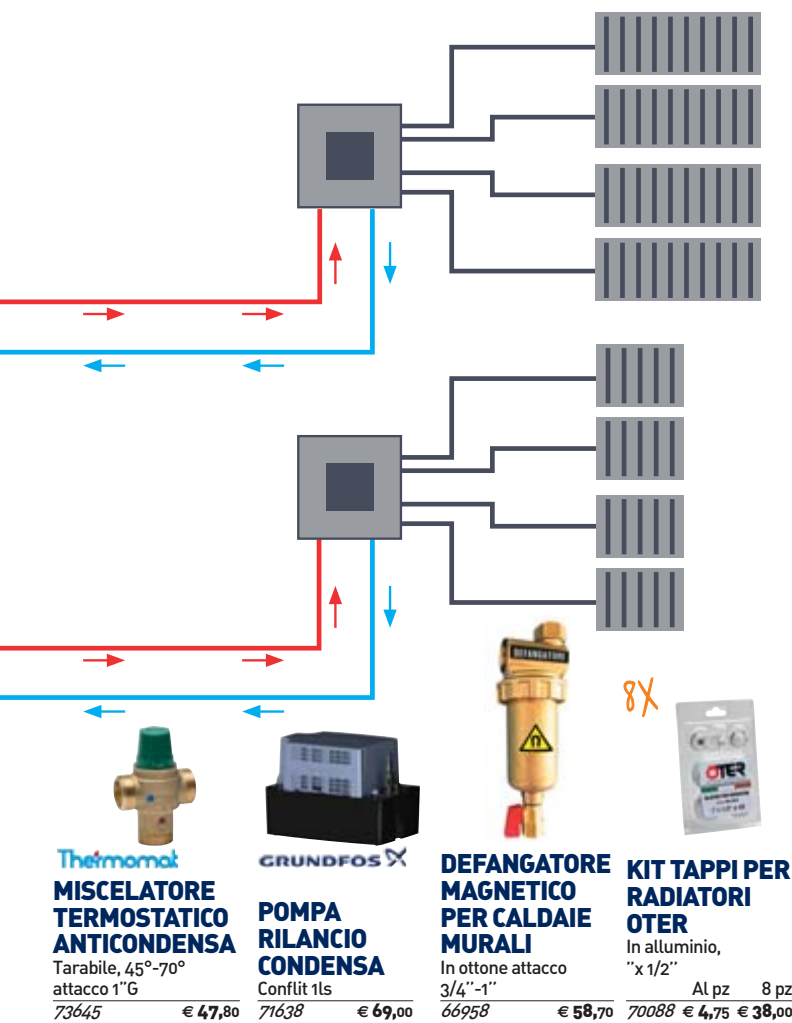 8X
DEFANGATORE
OTER
Thermomat
MISCELATORE
TERMOSTATICO
ANTICONDENSA
Tarabile, 45°-70°
attacco 1"G
73645 € 47,80
GRUNDFOS
POMPA
RILANCIO
CONDENSA
Conflit 1ls
71638 € 69,00
DEFANGATORE
MAGNETICO
PER CALDAIE
MURALI
In ottone attacco
3/4''-1''
66958 € 58,70
KIT TAPPI PER
RADIATORI
OTER
In alluminio,
''x 1/2''
Al pz 8 pz
70088 € 4,75 € 38,00